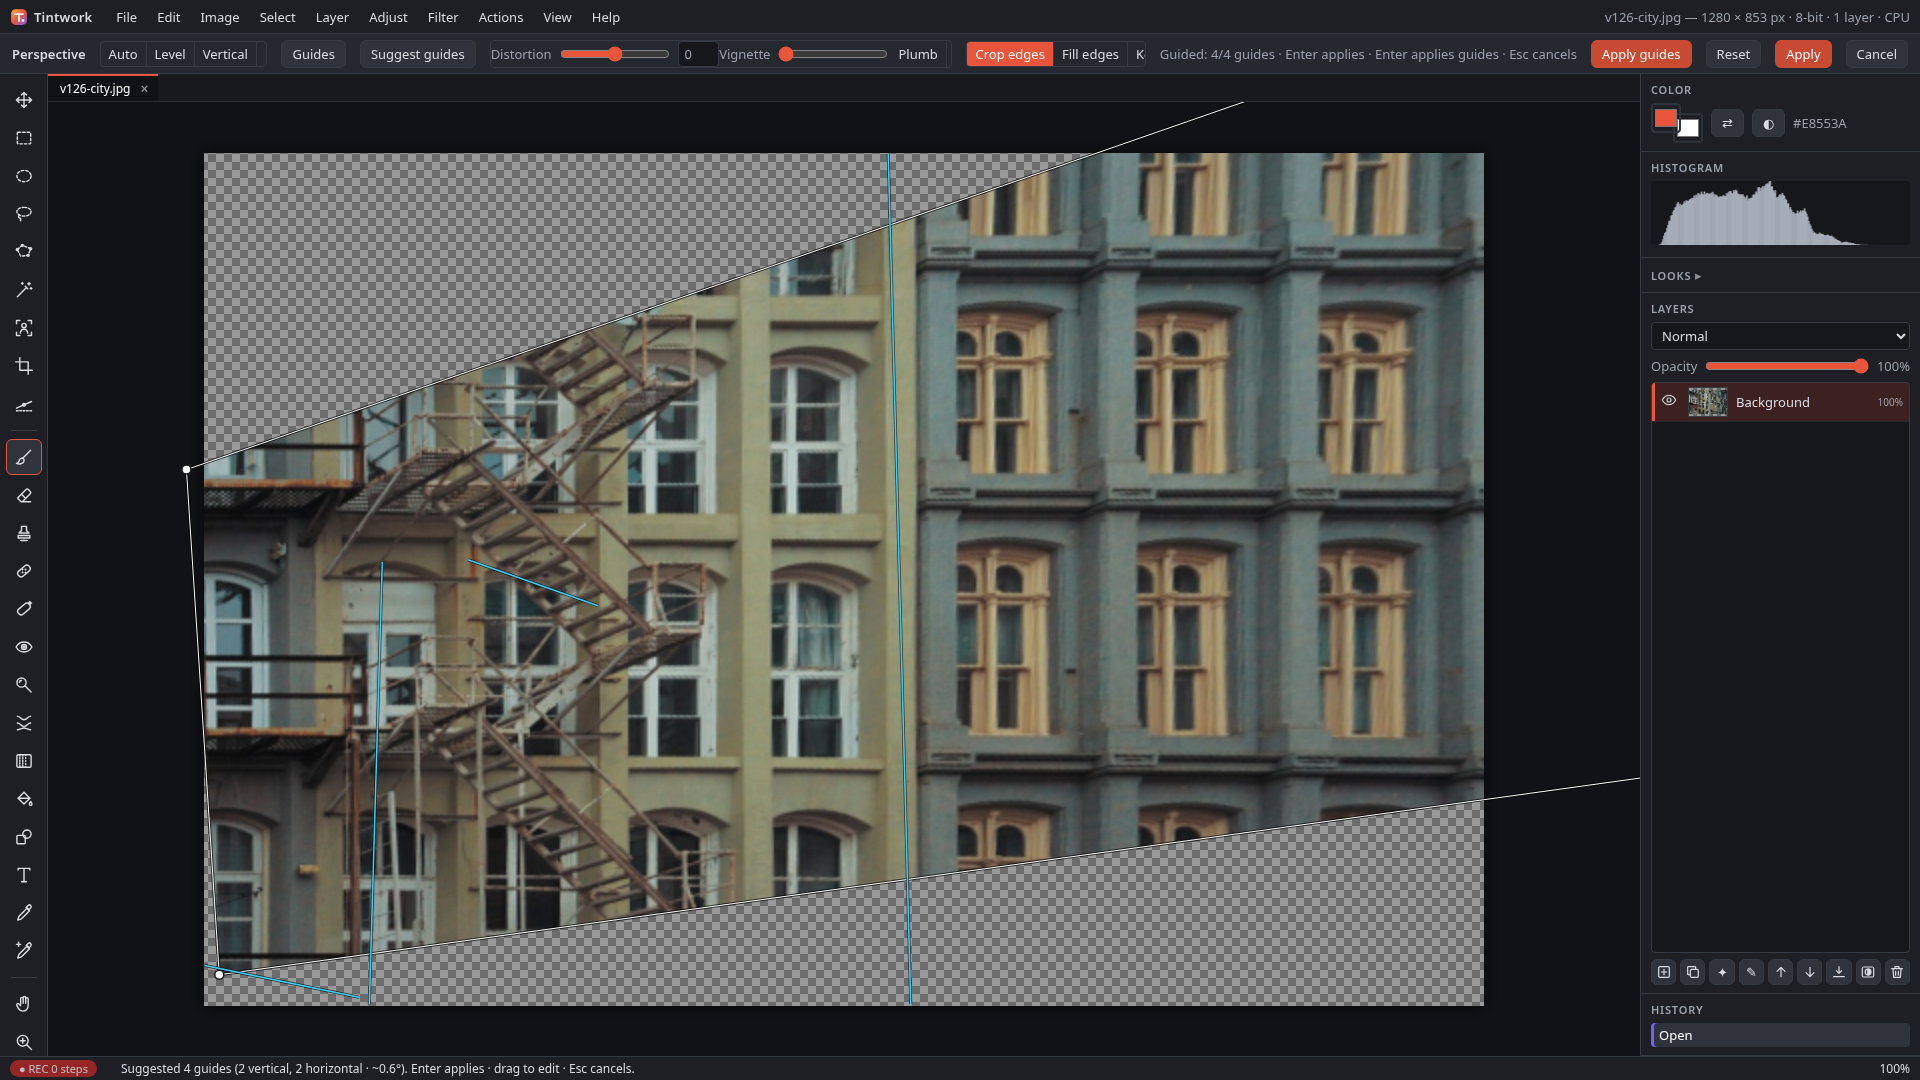 Tintwork File Edit Image Select Layer Adjust Filter Actions View Help v126-city.jpg — 1280 × 853 px · 8-bit · 1 layer · CPU
Perspective Auto Level Vertical Guides Suggest guides Distortion 0 Vignette Plumb Crop edges Fill edges Guided: 4/4 guides · Enter applies · Enter applies guides · Esc cancels Apply guides Reset Apply Cancel
v126-city.jpg ×
COLOR
#E8553A
HISTOGRAM
LOOKS ▸
LAYERS
Normal
Opacity 100%
Background 100%
HISTORY
Open
● REC 0 steps Suggested 4 guides (2 vertical, 2 horizontal · ~0.6°). Enter applies · drag to edit · Esc cancels. 100%